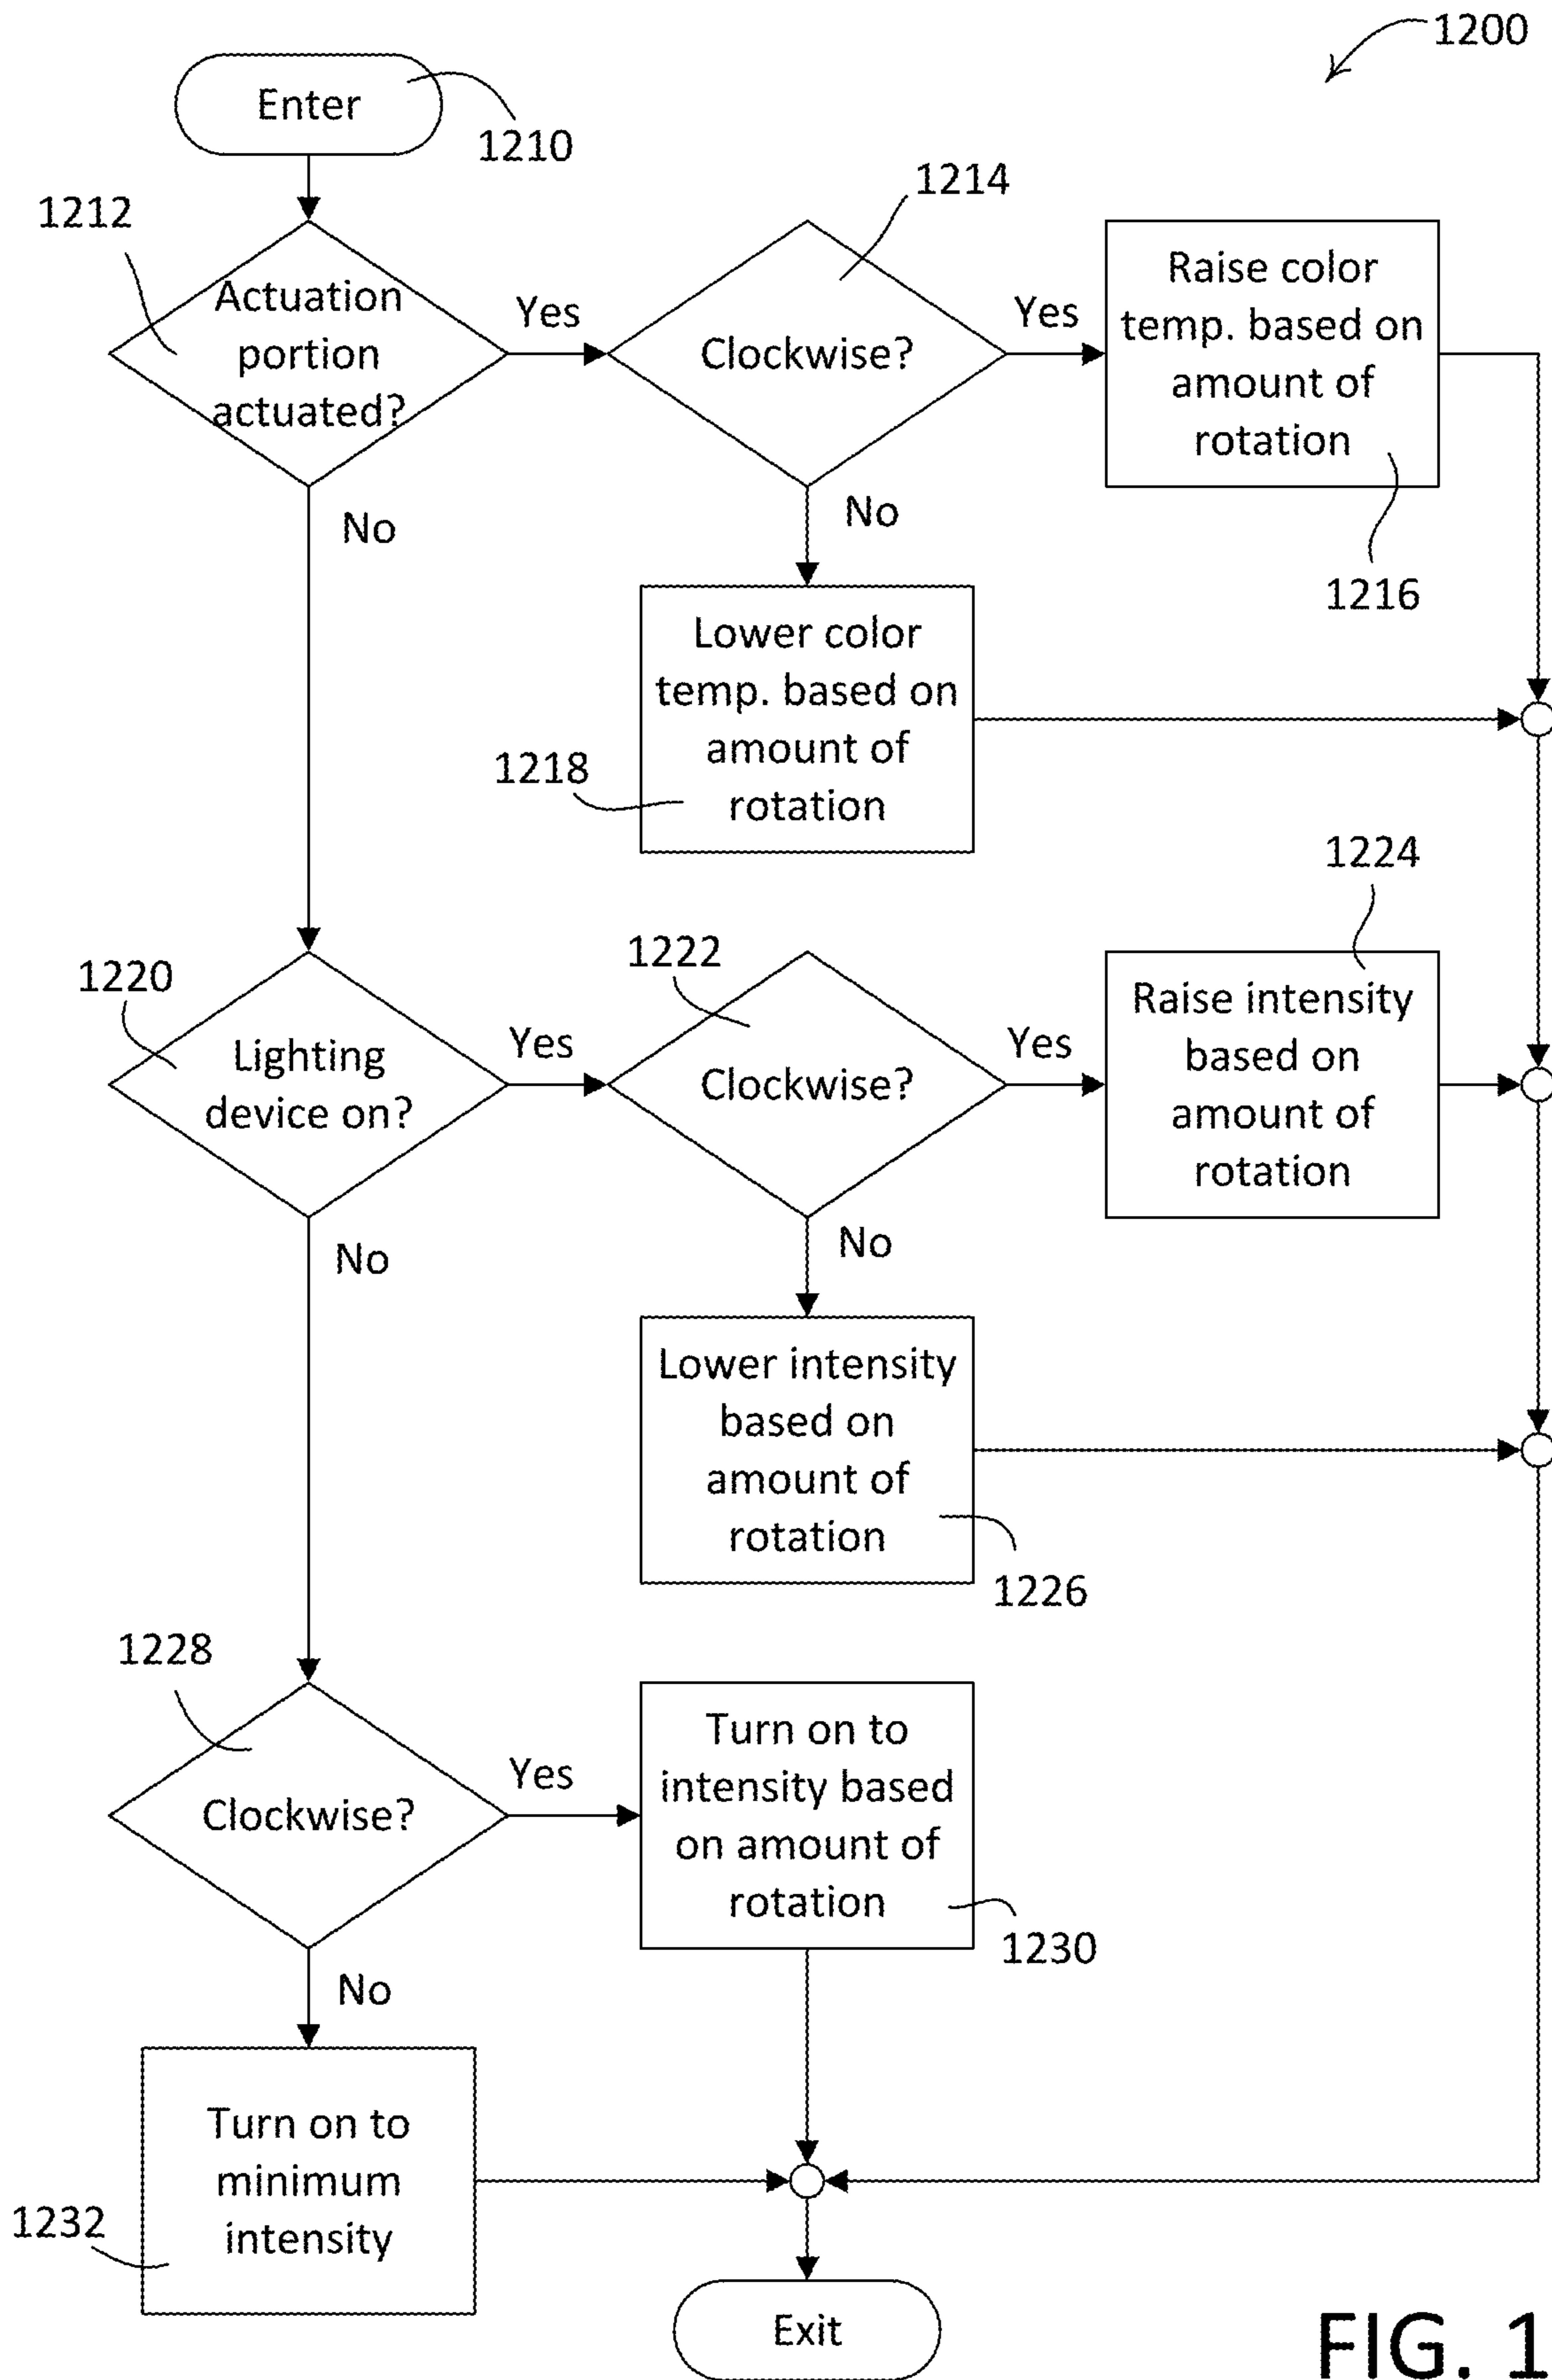 1200
Enter
1210
1212
1214
Actuation
portion
actuated?
Yes
Clockwise?
Yes
Raise color
temp. based on
amount of
rotation
1216
No
No
Lower color
temp. based on
amount of
rotation
1218
1220
Lighting
device on?
Yes
1222
Clockwise?
Yes
1224
Raise intensity
based on
amount of
rotation
No
No
Lower intensity
based on
amount of
rotation
1226
1228
Clockwise?
Yes
Turn on to
intensity based
on amount of
rotation
1230
No
Turn on to
minimum
intensity
1232
Exit
FIG. 1